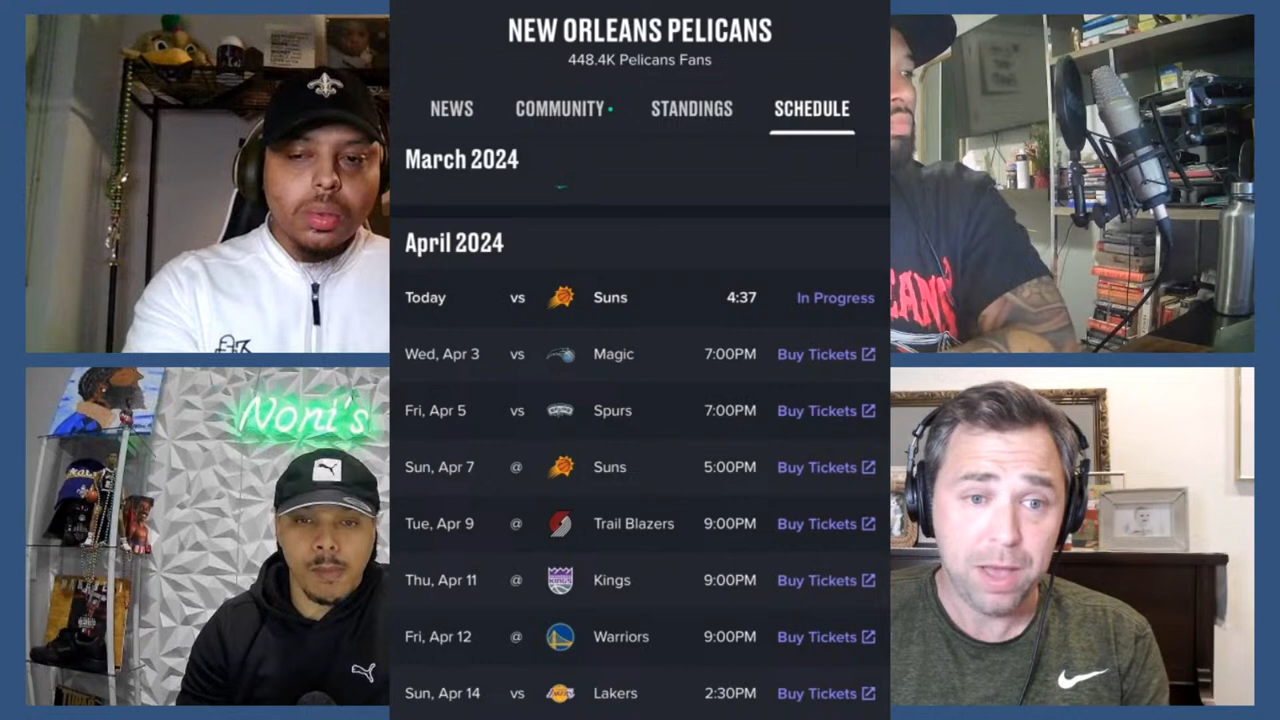 NEW ORLEANS PELICANS
448.4K Pelicans Fans
NEWS COMMUNITY STANDINGS SCHEDULE
March 2024
April 2024
Today vs Suns 4:37 In Progress
Wed, Apr 3 vs Magic 7:00PM Buy Tickets
Fri, Apr 5 vs Spurs 7:00PM Buy Tickets
Sun, Apr 7 @ Suns 5:00PM Buy Tickets
Tue, Apr 9 @ Trail Blazers 9:00PM Buy Tickets
Thu, Apr 11 @ KINGS Kings 9:00PM Buy Tickets
Fri, Apr 12 @ Warriors 9:00PM Buy Tickets
Sun, Apr 14 vs Lakers 2:30PM Buy Tickets
Noni's